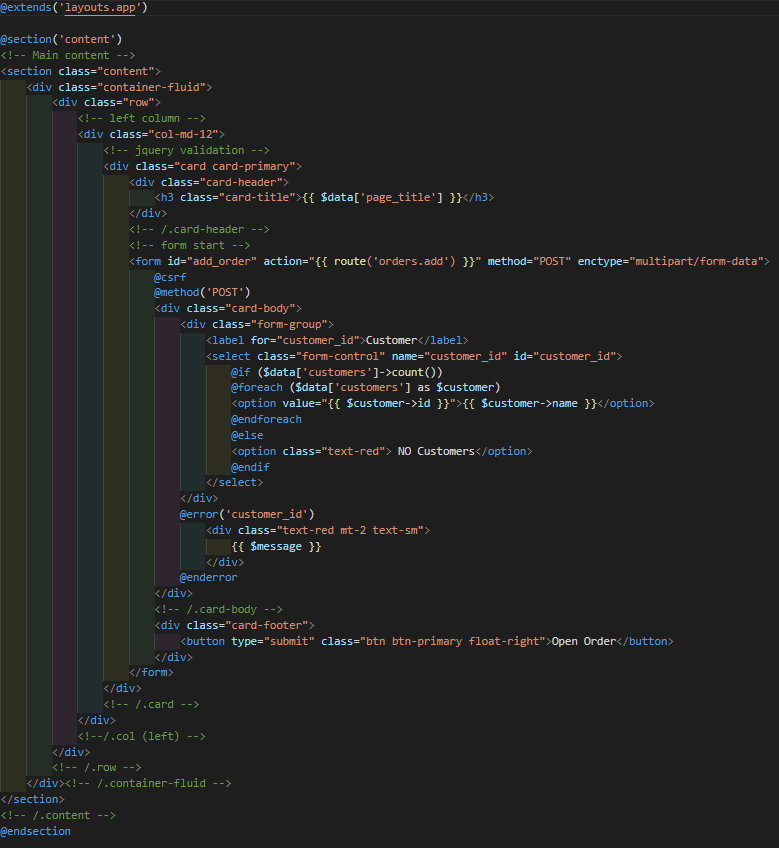 @extends('layouts.app')
@section('content')
<!-- Main content -->
<section class="content">
<div class="container-fluid">
<div class="row">
<!-- left column -->
<div class="col-md-12">
<!-- jquery validation -->
<div class="card card-primary">
<div class="card-header">
<h3 class="card-title">{{ $data['page_title'] }}</h3>
</div>
<!-- /.card-header -->
<!-- form start -->
<form id="add_order" action="{{ route('orders.add') }}" method="POST" enctype="multipart/form-data">
@csrf
@method('POST')
<div class="card-body">
<div class="form-group">
<label for="customer_id">Customer</label>
<select class="form-control" name="customer_id" id="customer_id">
@if ($data['customers']->count())
@foreach ($data['customers'] as $customer)
<option value="{{ $customer->id }}">{{ $customer->name }}</option>
@endforeach
@else
<option class="text-red"> NO Customers</option>
@endif
</select>
</div>
@error('customer_id')
<div class="text-red mt-2 text-sm">
{{ $message }}
</div>
@enderror
</div>
<!-- /.card-body -->
<div class="card-footer">
<button type="submit" class="btn btn-primary float-right">Open Order</button>
</div>
</form>
</div>
<!-- /.card -->
</div>
<!--/.col (left) -->
</div>
<!-- /.row -->
</div><!-- /.container-fluid -->
</section>
<!-- /.content -->
@endsection